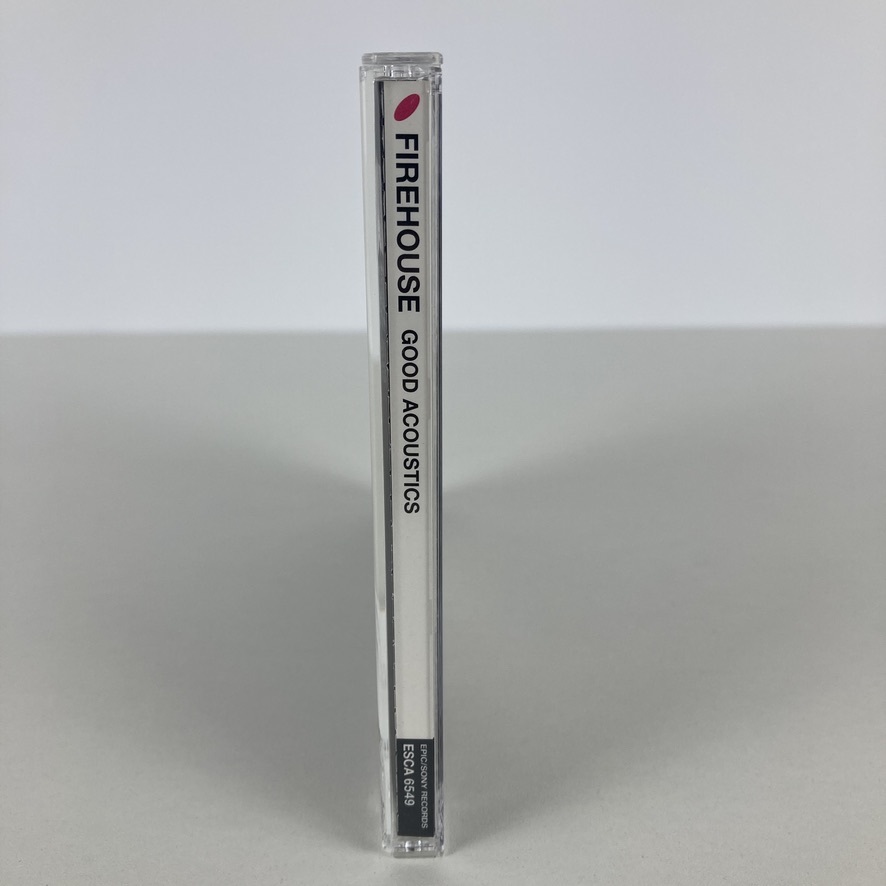 FIREHOUSE GOOD ACOUSTICS
EPIC/SONY RECORDS
ESCA 6549